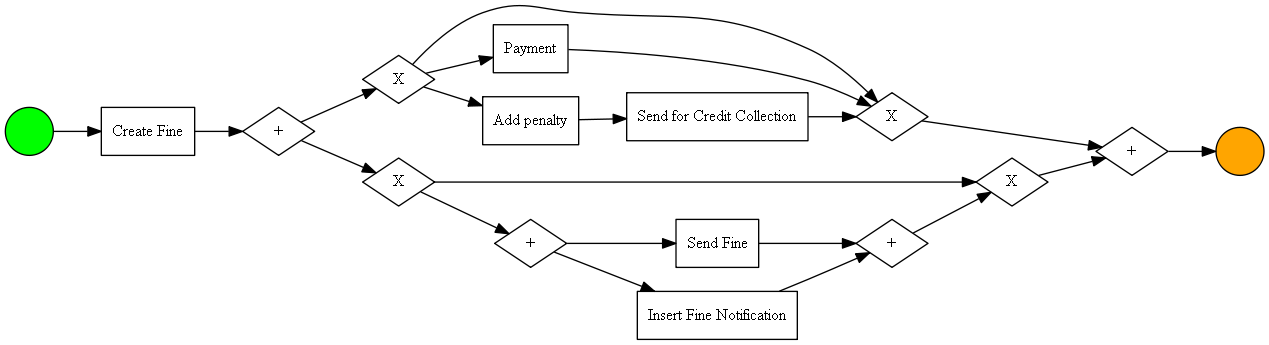 Payment
X
Add penalty
Send for Credit Collection
X
Create Fine
+
+
X
X
+
Send Fine
+
Insert Fine Notification